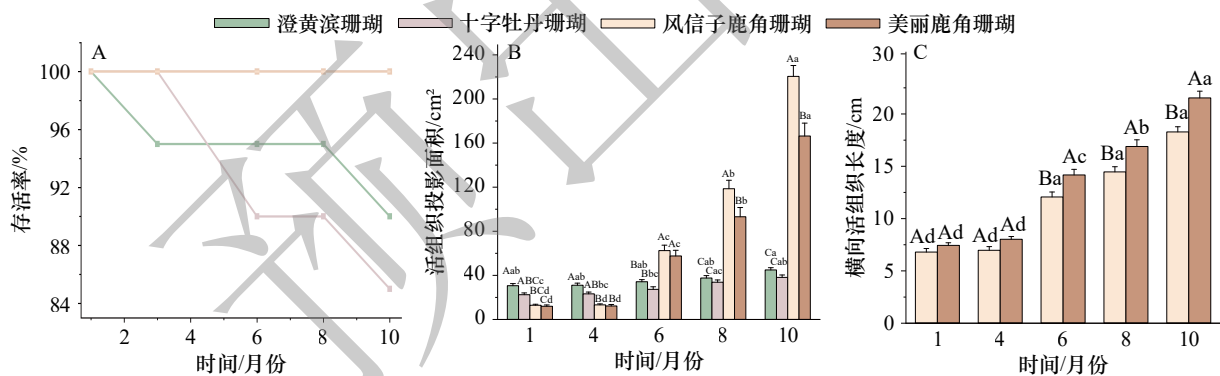 澄黄滨珊瑚 十字牡丹珊瑚 风信子鹿角珊瑚 美丽鹿角珊瑚
A
100
96
92
88
84
存活率/%
2 4 6 8 10
时间/月份
B
240
200
160
120
80
40
0
活组织投影面积/cm²
Aab ABCc BCd Cd
Aab ABbc Bd Bd
Bab Bbc Ac Ac
Cab Cac Ab Bb
Ca Cab Aa Ba
1 4 6 8 10
时间/月份
C
30
20
15
10
5
0
横向活组织长度/cm
Ad Ad Ad Ad Ba Ac Ba Ab Ba Aa
1 4 6 8 10
时间/月份